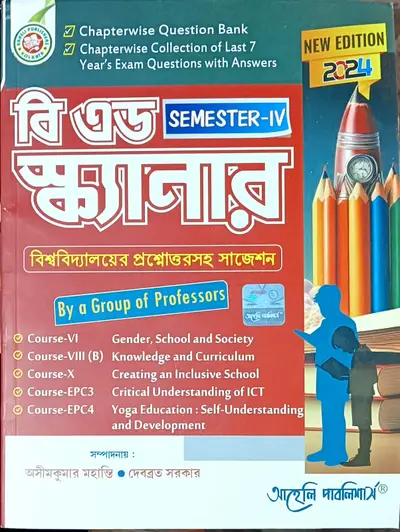 Chapterwise Question Bank
Chapterwise Collection of Last 7
Year's Exam Questions with Answers
NEW EDITION
2024
বি এড
SEMESTER-IV
স্ক্যানার
বিশ্ববিদ্যালয়ের প্রশ্নোত্তরসহ সাজেশন
By a Group of Professors
Course-VI Gender, School and Society
Course-VIII (B) Knowledge and Curriculum
Course-X Creating an Inclusive School
Course-EPC3 Critical Understanding of ICT
Course-EPC4 Yoga Education : Self-Understanding
and Development
সম্পাদনায় :
অসীমকুমার মহান্তি • দেবব্রত সরকার
আহেলি পাবলিশার্স®